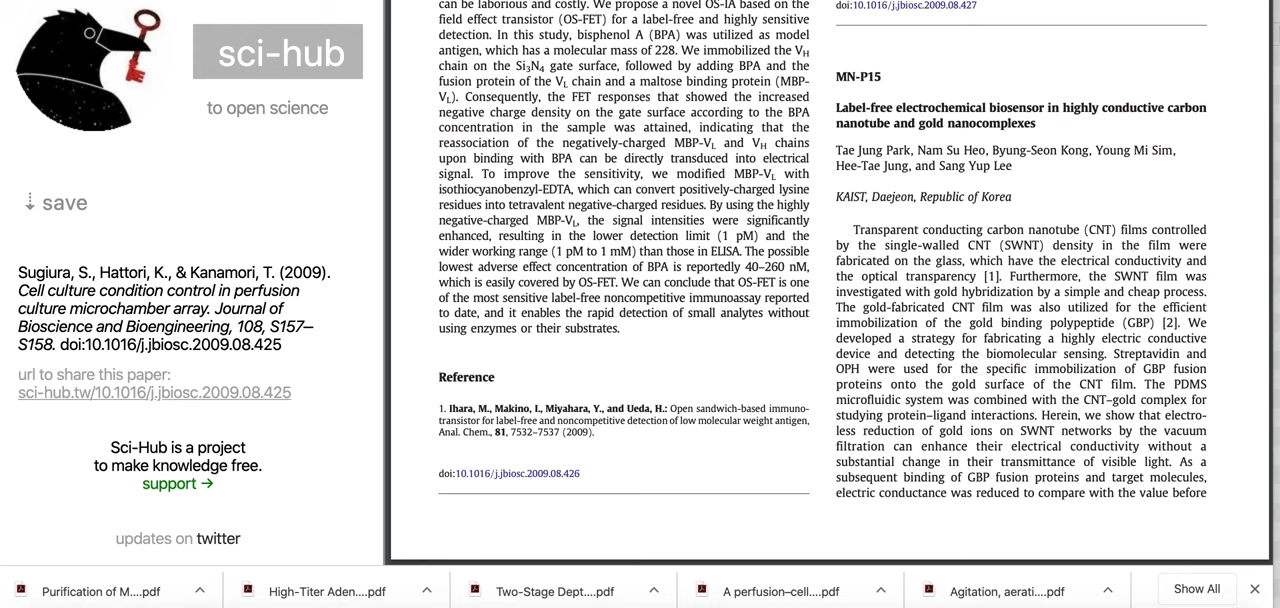 sci-hub
to open science
⇣ save
Sugiura, S., Hattori, K., & Kanamori, T. (2009).
Cell culture condition control in perfusion
culture microchamber array. Journal of
Bioscience and Bioengineering, 108, S157–
S158. doi:10.1016/j.jbiosc.2009.08.425
url to share this paper:
sci-hub.tw/10.1016/j.jbiosc.2009.08.425
Sci-Hub is a project
to make knowledge free.
support →
updates on twitter
can be laborious and costly. We propose a novel OS-IA based on the
field effect transistor (OS-FET) for a label-free and highly sensitive
detection. In this study, bisphenol A (BPA) was utilized as model
antigen, which has a molecular mass of 228. We immobilized the VH
chain on the Si3N4 gate surface, followed by adding BPA and the
fusion protein of the VL chain and a maltose binding protein (MBP-
VL). Consequently, the FET responses that showed the increased
negative charge density on the gate surface according to the BPA
concentration in the sample was attained, indicating that the
reassociation of the negatively-charged MBP-VL and VH chains
upon binding with BPA can be directly transduced into electrical
signal. To improve the sensitivity, we modified MBP-VL with
isothiocyanobenzyl-EDTA, which can convert positively-charged lysine
residues into tetravalent negative-charged residues. By using the highly
negative-charged MBP-VL, the signal intensities were significantly
enhanced, resulting in the lower detection limit (1 pM) and the
wider working range (1 pM to 1 mM) than those in ELISA. The possible
lowest adverse effect concentration of BPA is reportedly 40–260 nM,
which is easily covered by OS-FET. We can conclude that OS-FET is one
of the most sensitive label-free noncompetitive immunoassay reported
to date, and it enables the rapid detection of small analytes without
using enzymes or their substrates.
Reference
1. Ihara, M., Makino, I., Miyahara, Y., and Ueda, H.: Open sandwich-based immuno-
transistor for label-free and noncompetitive detection of low molecular weight antigen,
Anal. Chem., 81, 7532–7537 (2009).
doi:10.1016/j.jbiosc.2009.08.426
doi:10.1016/j.jbiosc.2009.08.427
MN-P15
Label-free electrochemical biosensor in highly conductive carbon
nanotube and gold nanocomplexes
Tae Jung Park, Nam Su Heo, Byung-Seon Kong, Young Mi Sim,
Hee-Tae Jung, and Sang Yup Lee
KAIST, Daejeon, Republic of Korea
Transparent conducting carbon nanotube (CNT) films controlled
by the single-walled CNT (SWNT) density in the film were
fabricated on the glass, which have the electrical conductivity and
the optical transparency [1]. Furthermore, the SWNT film was
investigated with gold hybridization by a simple and cheap process.
The gold-fabricated CNT film was also utilized for the efficient
immobilization of the gold binding polypeptide (GBP) [2]. We
developed a strategy for fabricating a highly electric conductive
device and detecting the biomolecular sensing. Streptavidin and
OPH were used for the specific immobilization of GBP fusion
proteins onto the gold surface of the CNT film. The PDMS
microfluidic system was combined with the CNT–gold complex for
studying protein–ligand interactions. Herein, we show that electro-
less reduction of gold ions on SWNT networks by the vacuum
filtration can enhance their electrical conductivity without a
substantial change in their transmittance of visible light. As a
subsequent binding of GBP fusion proteins and target molecules,
electric conductance was reduced to compare with the value before
Purification of M....pdf
High-Titer Aden....pdf
Two-Stage Dept....pdf
A perfusion–cell....pdf
Agitation, aerati....pdf
Show All